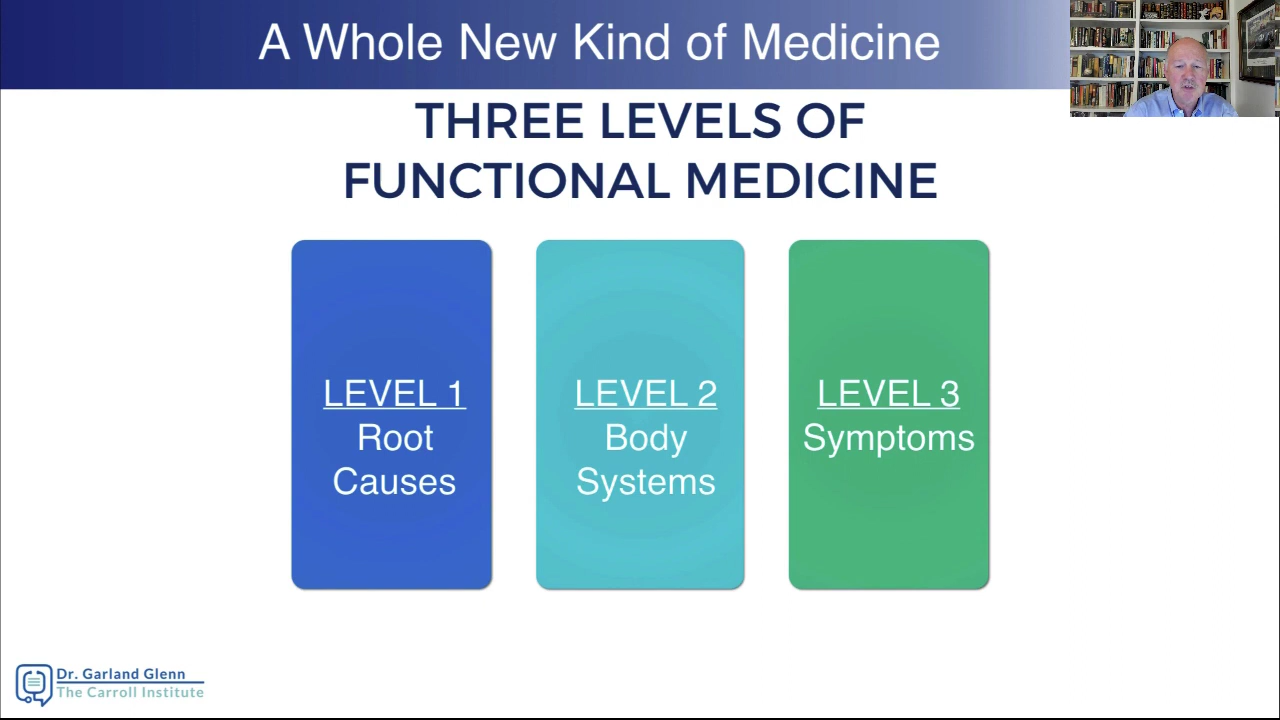 A Whole New Kind of Medicine
THREE LEVELS OF
FUNCTIONAL MEDICINE
LEVEL 1
Root
Causes
LEVEL 2
Body
Systems
LEVEL 3
Symptoms
Dr. Garland Glenn
The Carroll Institute